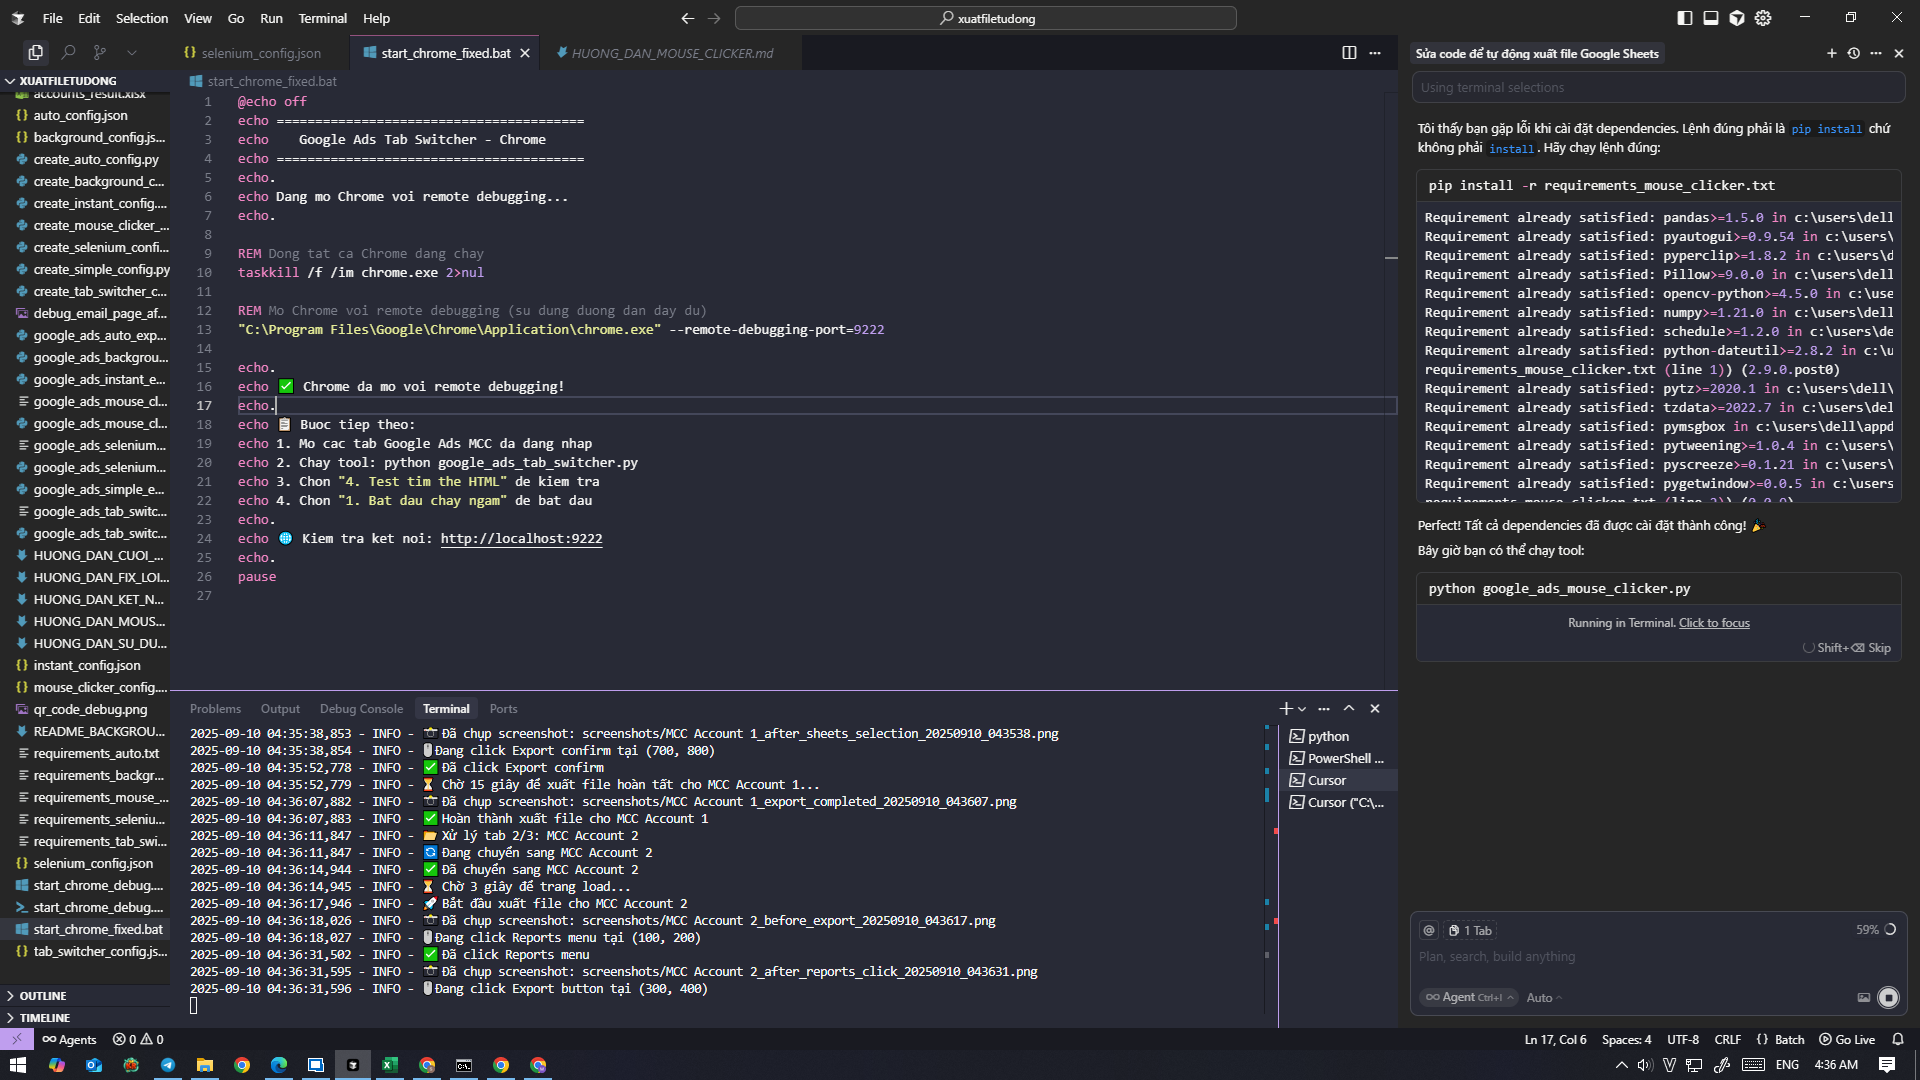 File Edit Selection View Go Run Terminal Help
xuatfiletudong
selenium_config.json
start_chrome_fixed.bat
HUONG_DAN_MOUSE_CLICKER.md
XUATFILETUDONG
accounts_result.xlsx
auto_config.json
background_config.js...
create_auto_config.py
create_background_c...
create_instant_config....
create_mouse_clicker_...
create_selenium_confi...
create_simple_config.py
create_tab_switcher_c...
debug_email_page_af...
google_ads_auto_exp...
google_ads_backgrou...
google_ads_instant_e...
google_ads_mouse_cl...
google_ads_mouse_cl...
google_ads_selenium...
google_ads_selenium...
google_ads_simple_e...
google_ads_tab_switc...
google_ads_tab_switc...
HUONG_DAN_CUOI_...
HUONG_DAN_FIX_LOI...
HUONG_DAN_KET_N...
HUONG_DAN_MOUS...
HUONG_DAN_SU_DU...
instant_config.json
mouse_clicker_config....
qr_code_debug.png
README_BACKGROU...
requirements_auto.txt
requirements_backgr...
requirements_mouse_...
requirements_seleniu...
requirements_tab_swi...
selenium_config.json
start_chrome_debug....
start_chrome_debug....
start_chrome_fixed.bat
tab_switcher_config.js...
OUTLINE
TIMELINE
start_chrome_fixed.bat
1 @echo off
2 echo ========================================
3 echo    Google Ads Tab Switcher - Chrome
4 echo ========================================
5 echo.
6 echo Dang mo Chrome voi remote debugging...
7 echo.
8
9 REM Dong tat ca Chrome dang chay
10 taskkill /f /im chrome.exe 2>nul
11
12 REM Mo Chrome voi remote debugging (su dung duong dan day du)
13 "C:\Program Files\Google\Chrome\Application\chrome.exe" --remote-debugging-port=9222
14
15 echo.
16 echo ✅ Chrome da mo voi remote debugging!
17 echo.
18 echo 📋 Buoc tiep theo:
19 echo 1. Mo cac tab Google Ads MCC da dang nhap
20 echo 2. Chay tool: python google_ads_tab_switcher.py
21 echo 3. Chon "4. Test tim the HTML" de kiem tra
22 echo 4. Chon "1. Bat dau chay ngam" de bat dau
23 echo.
24 echo 🌐 Kiem tra ket noi: http://localhost:9222
25 echo.
26 pause
27
Problems Output Debug Console Terminal Ports
2025-09-10 04:35:38,853 - INFO - 📷 Đã chụp screenshot: screenshots/MCC Account 1_after_sheets_selection_20250910_043538.png
2025-09-10 04:35:38,854 - INFO - 🖱️ Đang click Export confirm tại (700, 800)
2025-09-10 04:35:52,778 - INFO - ✅ Đã click Export confirm
2025-09-10 04:35:52,779 - INFO - ⏳ Chờ 15 giây để xuất file hoàn tất cho MCC Account 1...
2025-09-10 04:36:07,882 - INFO - 📷 Đã chụp screenshot: screenshots/MCC Account 1_export_completed_20250910_043607.png
2025-09-10 04:36:07,883 - INFO - ✅ Hoàn thành xuất file cho MCC Account 1
2025-09-10 04:36:11,847 - INFO - 📂 Xử lý tab 2/3: MCC Account 2
2025-09-10 04:36:11,847 - INFO - 🔄 Đang chuyển sang MCC Account 2
2025-09-10 04:36:14,944 - INFO - ✅ Đã chuyển sang MCC Account 2
2025-09-10 04:36:14,945 - INFO - ⏳ Chờ 3 giây để trang load...
2025-09-10 04:36:17,946 - INFO - 🚀 Bắt đầu xuất file cho MCC Account 2
2025-09-10 04:36:18,026 - INFO - 📷 Đã chụp screenshot: screenshots/MCC Account 2_before_export_20250910_043617.png
2025-09-10 04:36:18,027 - INFO - 🖱️ Đang click Reports menu tại (100, 200)
2025-09-10 04:36:31,502 - INFO - ✅ Đã click Reports menu
2025-09-10 04:36:31,595 - INFO - 📷 Đã chụp screenshot: screenshots/MCC Account 2_after_reports_click_20250910_043631.png
2025-09-10 04:36:31,596 - INFO - 🖱️ Đang click Export button tại (300, 400)
python
PowerShell ...
Cursor
Cursor ("C:\...
Sửa code để tự động xuất file Google Sheets
Using terminal selections
Tôi thấy bạn gặp lỗi khi cài đặt dependencies. Lệnh đúng phải là pip install chứ
không phải install. Hãy chạy lệnh đúng:
pip install -r requirements_mouse_clicker.txt
Requirement already satisfied: pandas>=1.5.0 in c:\users\dell
Requirement already satisfied: pyautogui>=0.9.54 in c:\users\
Requirement already satisfied: pyperclip>=1.8.2 in c:\users\d
Requirement already satisfied: Pillow>=9.0.0 in c:\users\dell
Requirement already satisfied: opencv-python>=4.5.0 in c:\use
Requirement already satisfied: numpy>=1.21.0 in c:\users\dell
Requirement already satisfied: schedule>=1.2.0 in c:\users\de
Requirement already satisfied: python-dateutil>=2.8.2 in c:\u
requirements_mouse_clicker.txt (line 1)) (2.9.0.post0)
Requirement already satisfied: pytz>=2020.1 in c:\users\dell\
Requirement already satisfied: tzdata>=2022.7 in c:\users\del
Requirement already satisfied: pymsgbox in c:\users\dell\appd
Requirement already satisfied: pytweening>=1.0.4 in c:\users\
Requirement already satisfied: pyscreeze>=0.1.21 in c:\users\
Requirement already satisfied: pygetwindow>=0.0.5 in c:\users
requirements_mouse_clicker.txt (line 2)) (0.0.9)
Perfect! Tất cả dependencies đã được cài đặt thành công! 🎉
Bây giờ bạn có thể chạy tool:
python google_ads_mouse_clicker.py
Running in Terminal. Click to focus
Shift+⌫ Skip
@ 1 Tab 59%
Plan, search, build anything
Agent Ctrl+I Auto
Agents 0 0
Ln 17, Col 6 Spaces: 4 UTF-8 CRLF {} Batch Go Live
ENG 4:36 AM